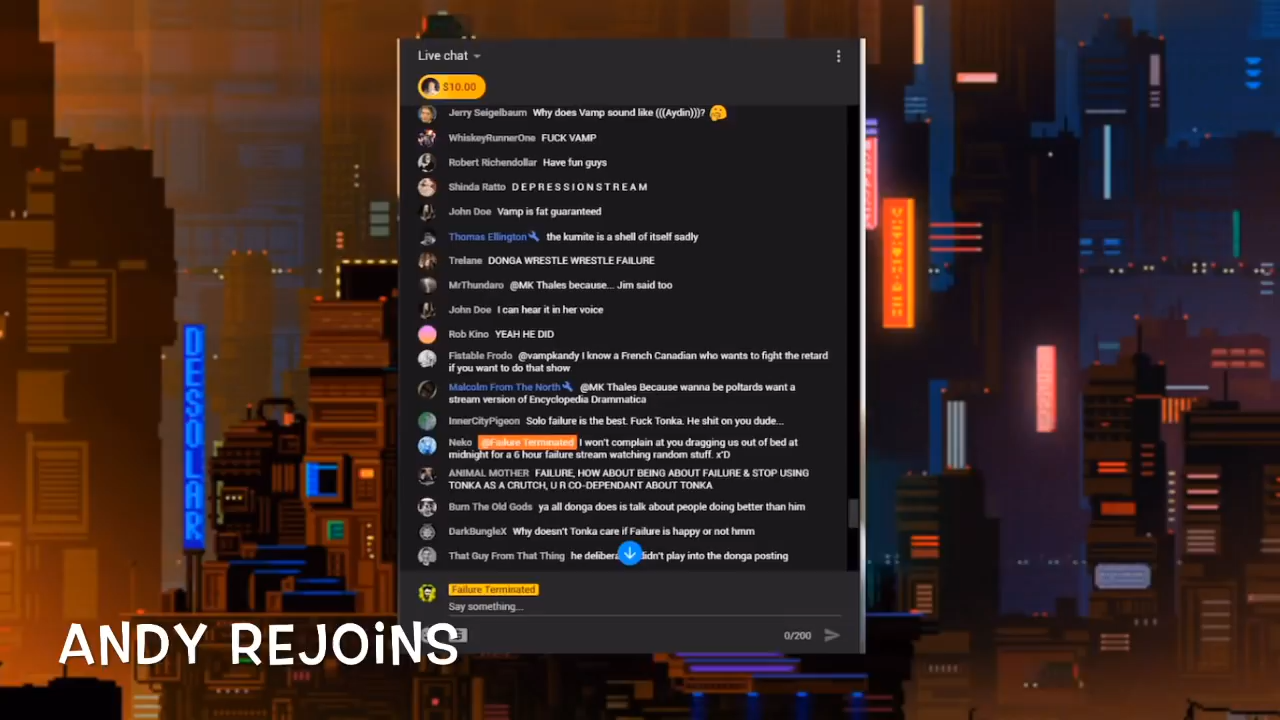 Live chat
$10.00
Jerry Seigelbaum Why does Vamp sound like (((Aydin)))? 🤔
WhiskeyRunnerOne FUCK VAMP
Robert Richendollar Have fun guys
Shinda Ratto D E P R E S S I O N S T R E A M
John Doe Vamp is fat guaranteed
Thomas Ellington the kumite is a shell of itself sadly
Trelane DONGA WRESTLE WRESTLE FAILURE
MrThundaro @MK Thales because... Jim said too
John Doe I can hear it in her voice
Rob Kino YEAH HE DID
Fistable Frodo @vampkandy I know a French Canadian who wants to fight the retard
if you want to do that show
Malcolm From The North @MK Thales Because wanna be poltards want a
stream version of Encyclopedia Drammatica
InnerCityPigeon Solo failure is the best. Fuck Tonka. He shit on you dude...
Neko @Failure Terminated I won't complain at you dragging us out of bed at
midnight for a 6 hour failure stream watching random stuff. x'D
ANIMAL MOTHER FAILURE, HOW ABOUT BEING ABOUT FAILURE & STOP USING
TONKA AS A CRUTCH, U R CO-DEPENDANT ABOUT TONKA
Burn The Old Gods ya all donga does is talk about people doing better than him
DarkBungleX Why doesn't Tonka care if Failure is happy or not hmm
That Guy From That Thing he delibera didn't play into the donga posting
Failure Terminated
Say something...
0/200
ANDY REJOINS
DESOLAR